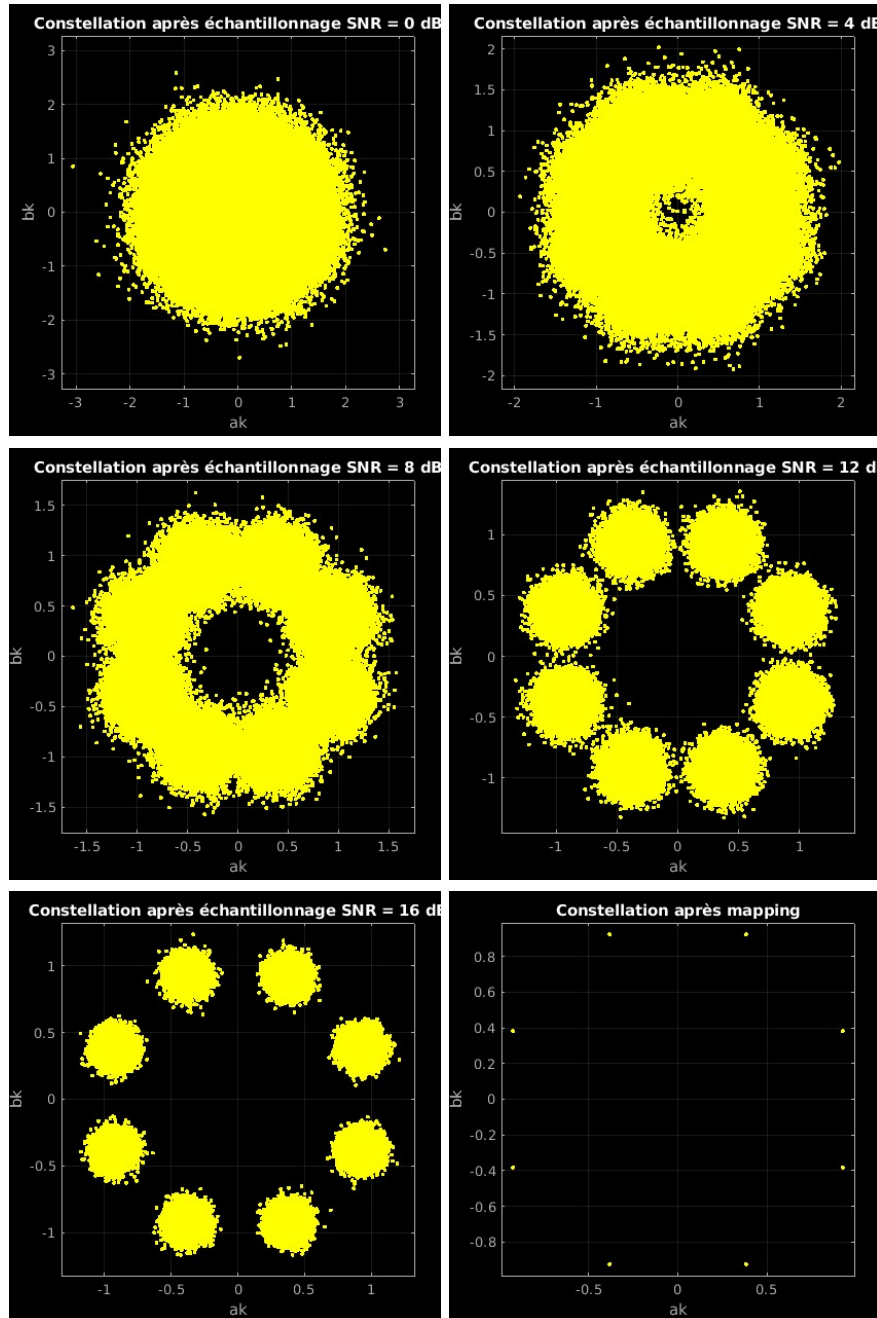 Constellation après échantillonnage SNR = 0 dB
3
2
1
0
-1
-2
-3
bk
-3 -2 -1 0 1 2 3
ak
Constellation après échantillonnage SNR = 4 dB
2
1.5
1
0.5
0
-0.5
-1
-1.5
-2
bk
-2 -1 0 1 2
ak
Constellation après échantillonnage SNR = 8 dB
1.5
1
0.5
0
-0.5
-1
-1.5
bk
-1.5 -1 -0.5 0 0.5 1 1.5
ak
Constellation après échantillonnage SNR = 12 d
1
0.5
0
-0.5
-1
bk
-1 -0.5 0 0.5 1
ak
Constellation après échantillonnage SNR = 16 dB
1
0.5
0
-0.5
-1
bk
-1 -0.5 0 0.5 1
ak
Constellation après mapping
0.8
0.6
0.4
0.2
0
-0.2
-0.4
-0.6
-0.8
bk
-0.5 0 0.5
ak